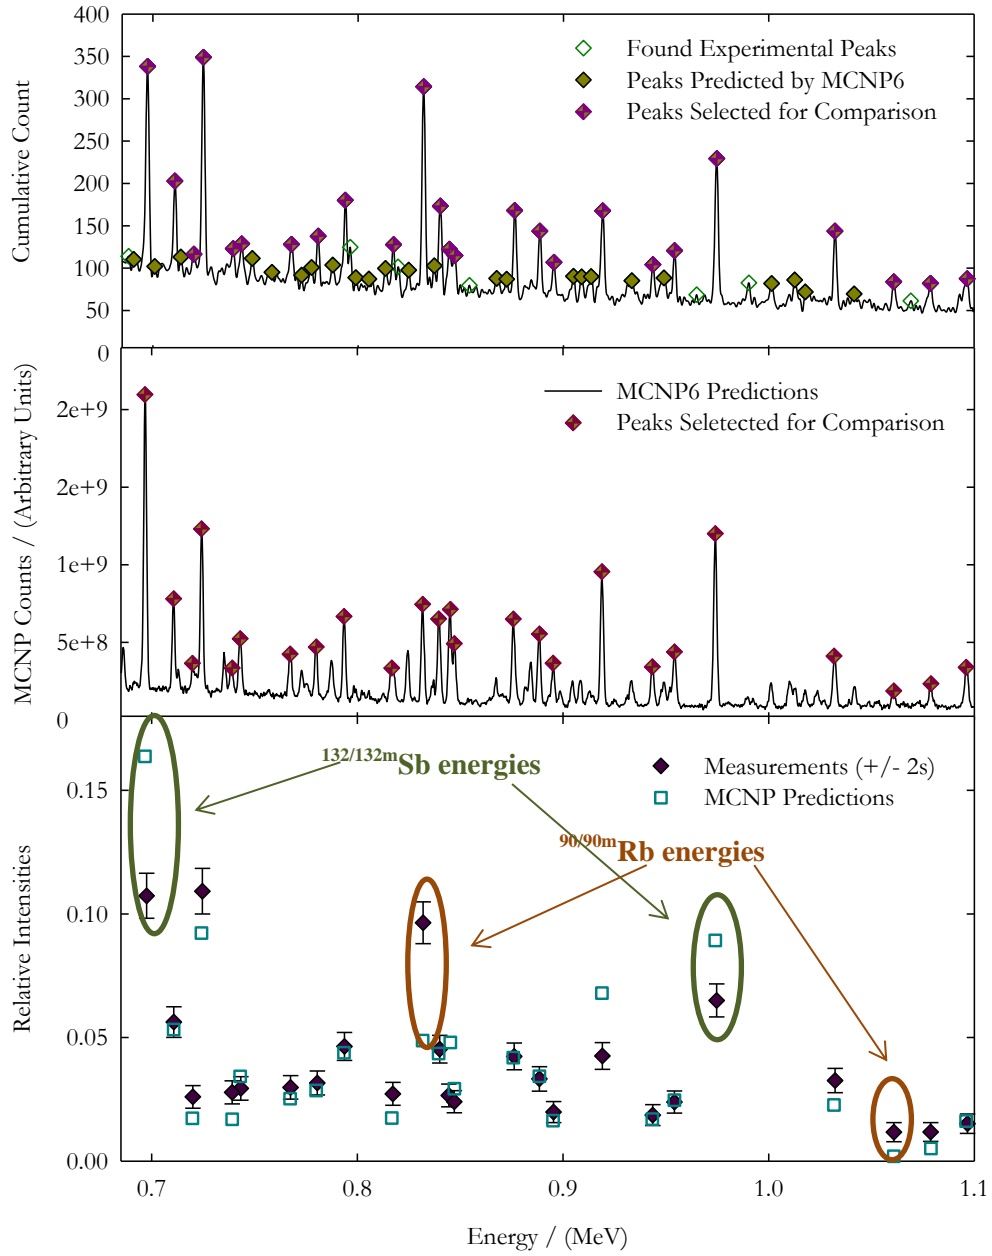 400
350
300
250
200
150
100
50
0
Cumulative Count
Found Experimental Peaks
Peaks Predicted by MCNP6
Peaks Selected for Comparison
2e+9
2e+9
1e+9
5e+8
0
MCNP Counts / (Arbitrary Units)
MCNP6 Predictions
Peaks Seletected for Comparison
132/132mSb energies
90/90mRb energies
Measurements (+/- 2s)
MCNP Predictions
0.15
0.10
0.05
0.00
Relative Intensities
0.7 0.8 0.9 1.0 1.1
Energy / (MeV)